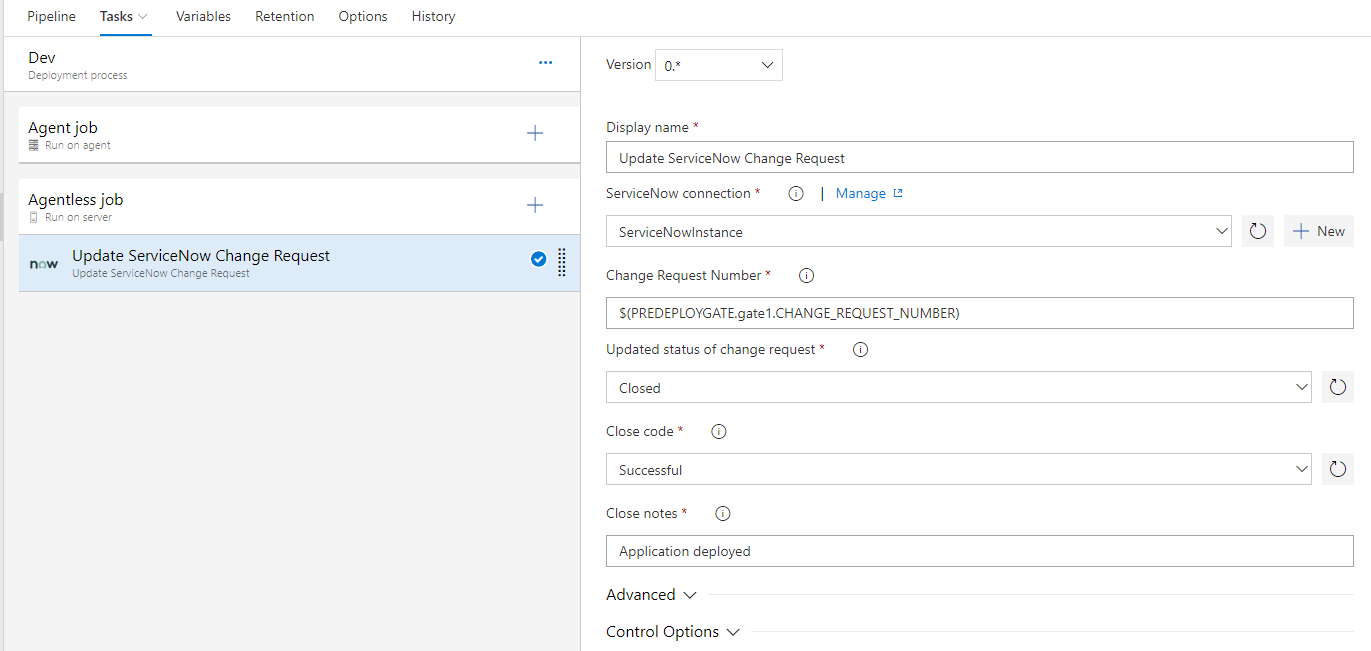 Pipeline Tasks Variables Retention Options History
Dev
Deployment process
Agent job
Run on agent
Agentless job
Run on server
now
Update ServiceNow Change Request
Update ServiceNow Change Request
Version 0.*
Display name *
Update ServiceNow Change Request
ServiceNow connection * | Manage
ServiceNowInstance
New
Change Request Number *
$(PREDEPLOYGATE.gate1.CHANGE_REQUEST_NUMBER)
Updated status of change request *
Closed
Close code *
Successful
Close notes *
Application deployed
Advanced
Control Options